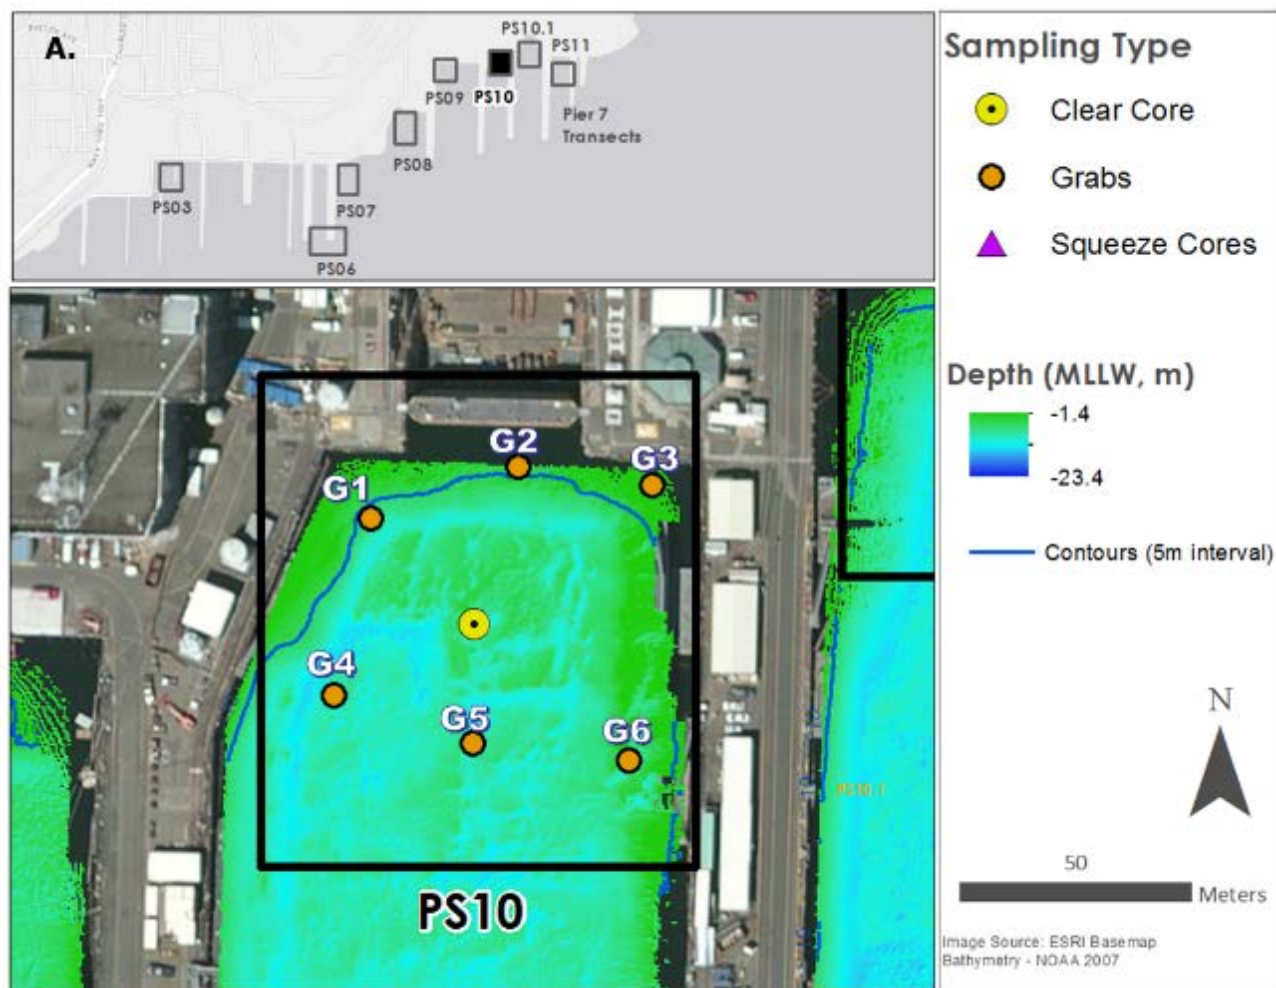 A.
PS10.1
PS11
PS09
PS10
Pier 7
Transects
PS08
PS03
PS07
PS06
Sampling Type
Clear Core
Grabs
Squeeze Cores
Depth (MLLW, m)
-1.4
-23.4
Contours (5m interval)
G1
G2
G3
G4
G5
G6
PS10.1
PS10
N
50
Meters
Image Source: ESRI Basemap
Bathymetry - NOAA 2007